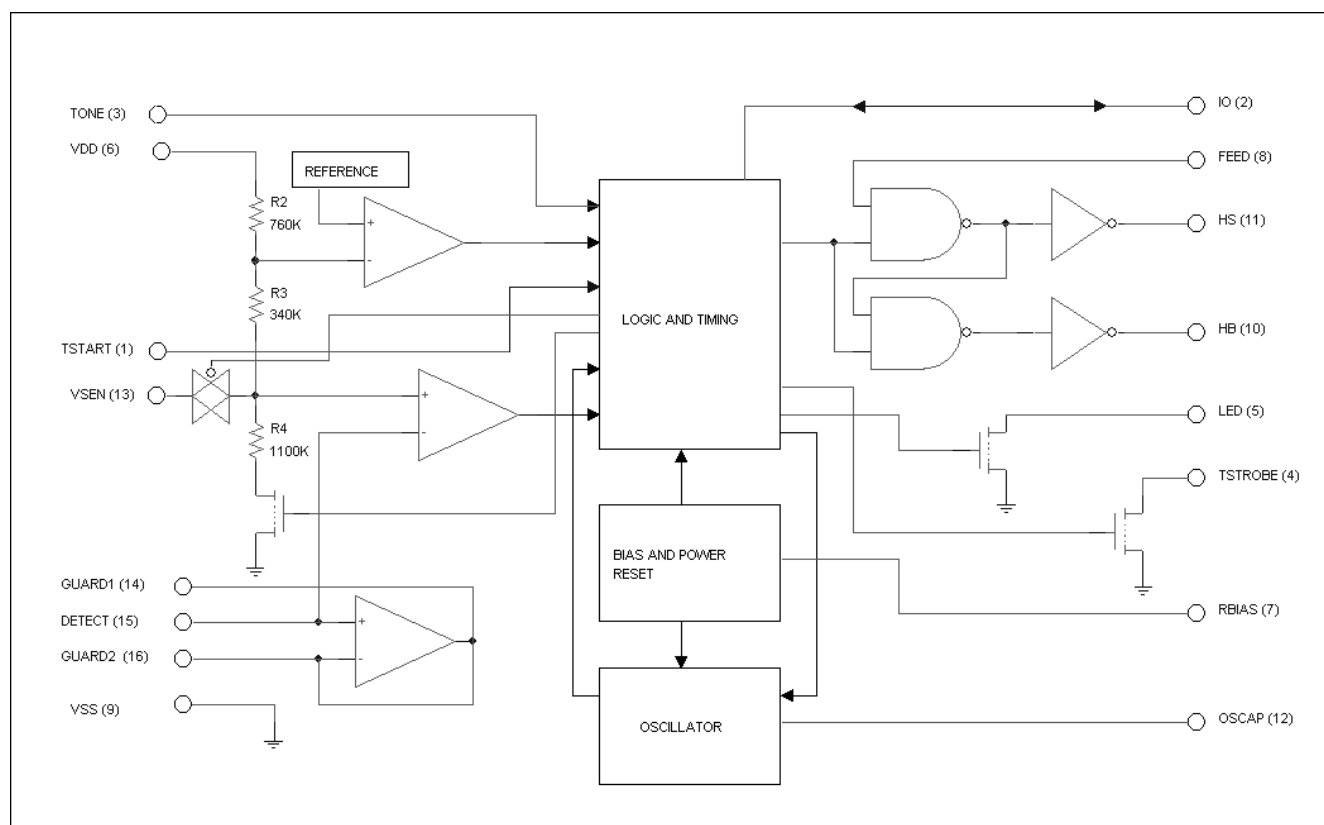 TONE (3)
VDD (6)
REFERENCE
R2
760K
+
-
R3
340K
TSTART (1)
VSEN (13)
R4
1100K
+
-
GUARD1 (14)
DETECT (15)
GUARD2 (16)
+
-
VSS (9)
LOGIC AND TIMING
BIAS AND POWER
RESET
OSCILLATOR
IO (2)
FEED (8)
HS (11)
HB (10)
LED (5)
TSTROBE (4)
RBIAS (7)
OSCAP (12)